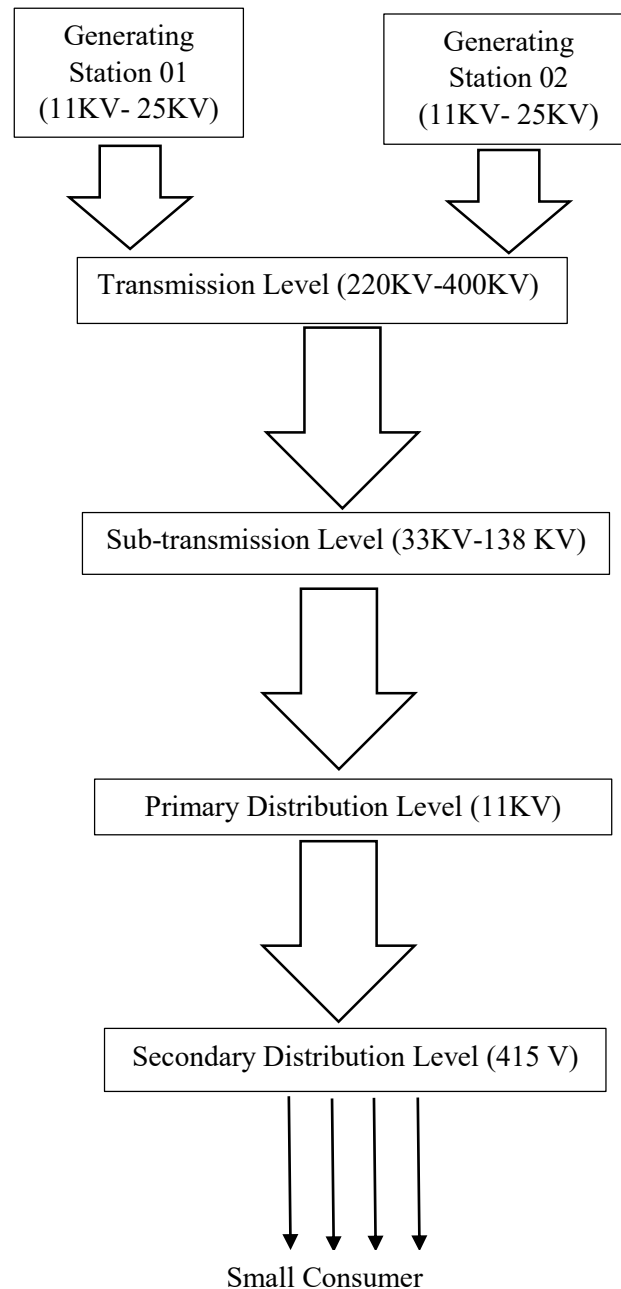 Generating
Station 01
(11KV- 25KV)
Generating
Station 02
(11KV- 25KV)
Transmission Level (220KV-400KV)
Sub-transmission Level (33KV-138 KV)
Primary Distribution Level (11KV)
Secondary Distribution Level (415 V)
Small Consumer